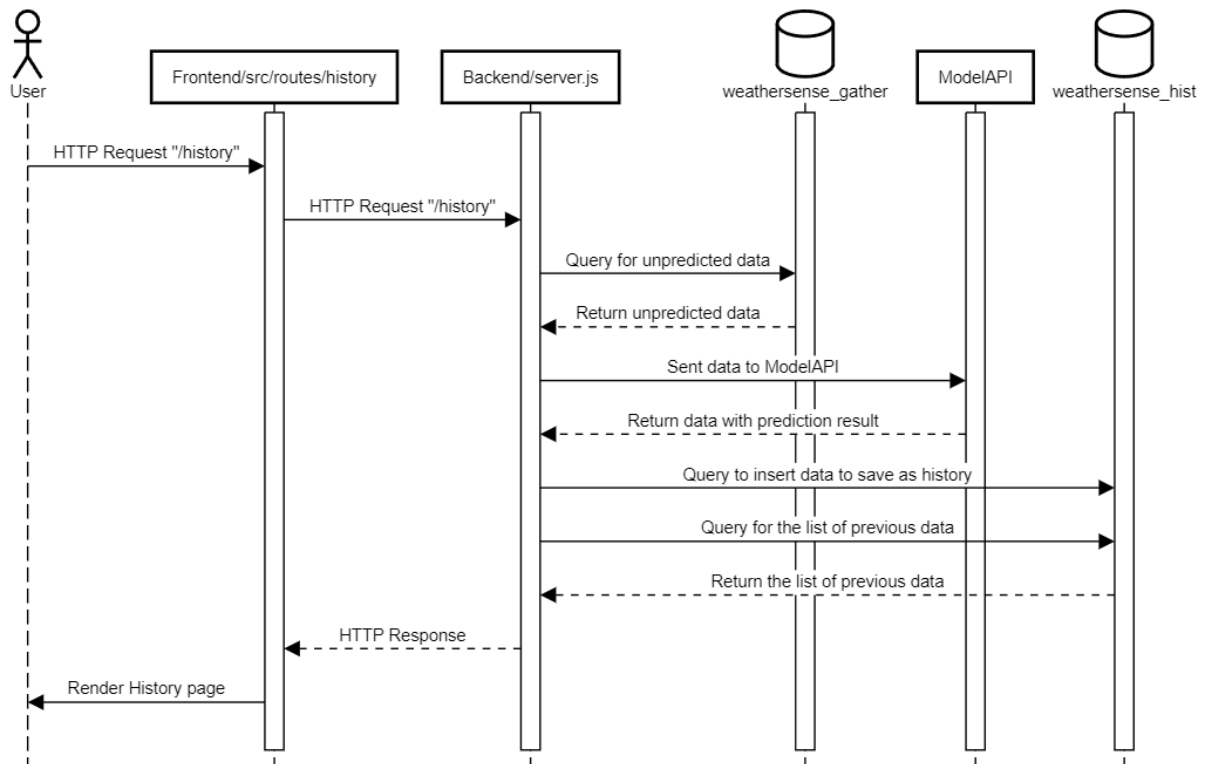 User
Frontend/src/routes/history
Backend/server.js
weathersense_gather
ModelAPI
weathersense_hist
HTTP Request "/history"
HTTP Request "/history"
Query for unpredicted data
Return unpredicted data
Sent data to ModelAPI
Return data with prediction result
Query to insert data to save as history
Query for the list of previous data
Return the list of previous data
HTTP Response
Render History page